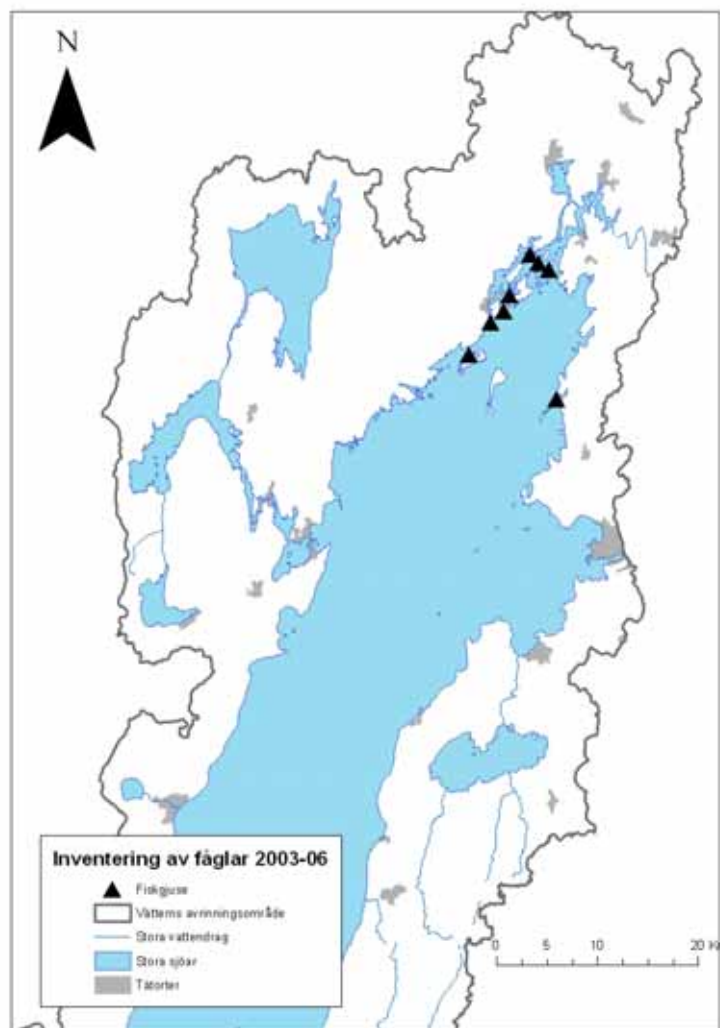 N
Inventering av fåglar 2003-06
Fiskgjuse
Vätterns avrinningsområde
Stora vattendrag
Stora sjöar
Tätorter
0 5 10 20 K